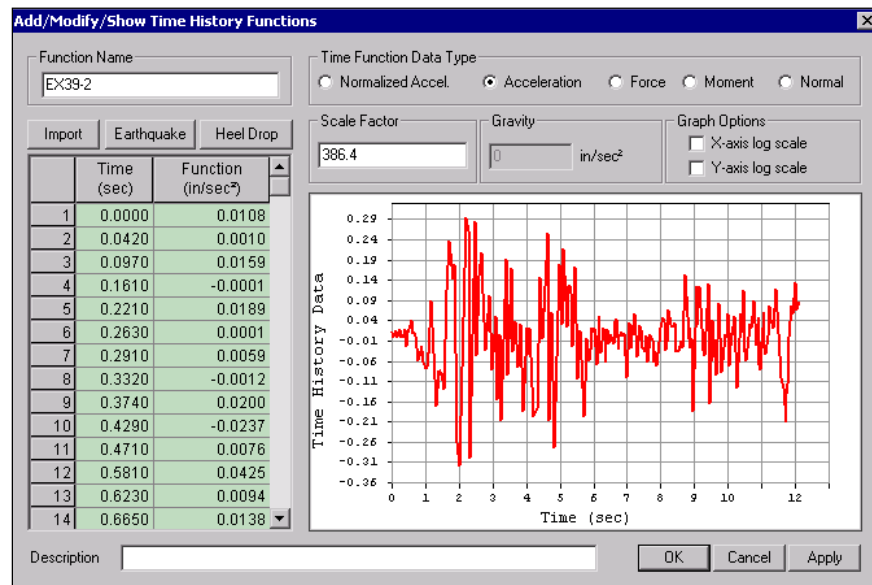 Add/Modify/Show Time History Functions
Function Name
EX39-2
Time Function Data Type
Normalized Accel. Acceleration Force Moment Normal
Import Earthquake Heel Drop
Scale Factor
386.4
Gravity
0 in/sec²
Graph Options
X-axis log scale
Y-axis log scale
Time (sec) Function (in/sec²)
1 0.0000 0.0108
2 0.0420 0.0010
3 0.0970 0.0159
4 0.1610 -0.0001
5 0.2210 0.0189
6 0.2630 0.0001
7 0.2910 0.0059
8 0.3320 -0.0012
9 0.3740 0.0200
10 0.4290 -0.0237
11 0.4710 0.0076
12 0.5810 0.0425
13 0.6230 0.0094
14 0.6650 0.0138
Time History Data
0.29
0.24
0.19
0.14
0.09
0.04
-0.01
-0.06
-0.11
-0.16
-0.21
-0.26
-0.31
-0.36
0 1 2 3 4 5 6 7 8 9 10 12
Time (sec)
Description
OK Cancel Apply